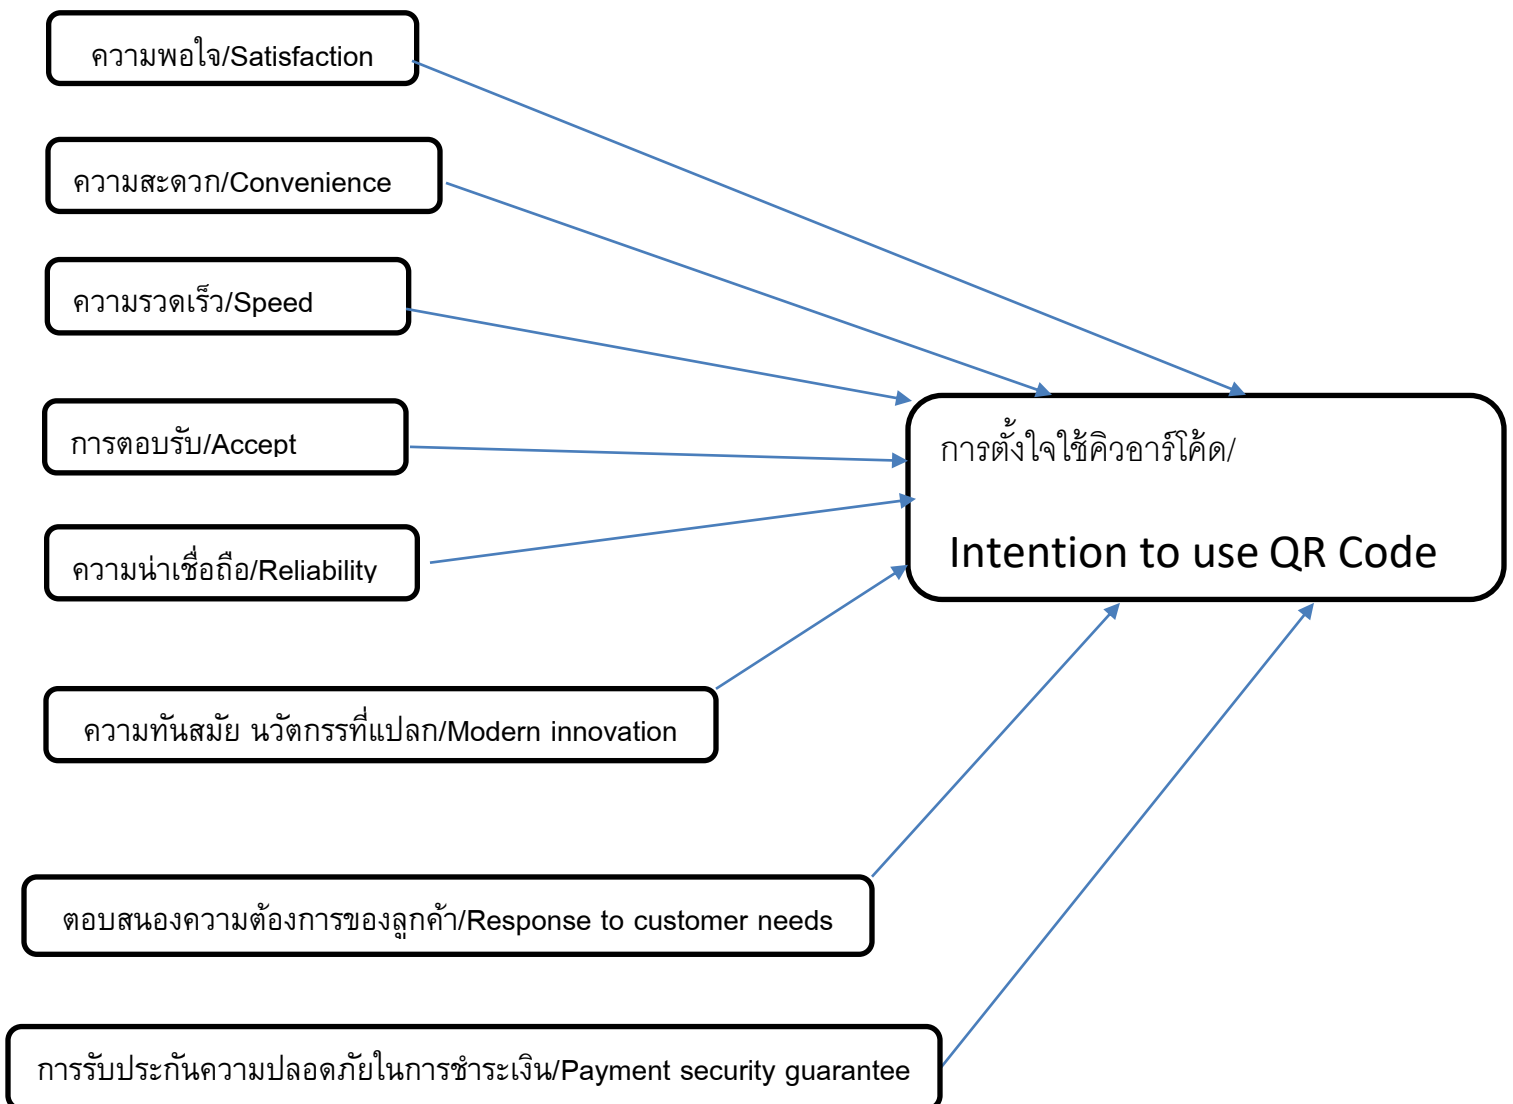 ความพอใจ/Satisfaction
ความสะดวก/Convenience
ความรวดเร็ว/Speed
การตอบรับ/Accept
ความน่าเชื่อถือ/Reliability
ความทันสมัย นวัตกรรที่แปลก/Modern innovation
ตอบสนองความต้องการของลูกค้า/Response to customer needs
การรับประกันความปลอดภัยในการชำระเงิน/Payment security guarantee
การตั้งใจใช้คิวอาร์โค้ด/
Intention to use QR Code